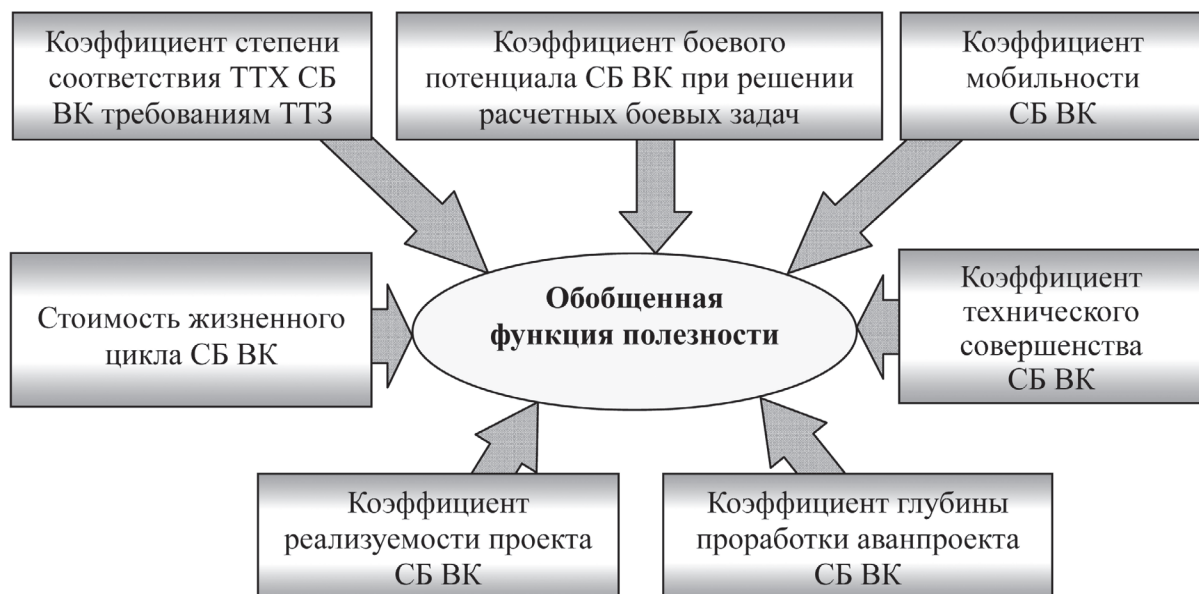 Коэффициент степени
соответствия ТТХ СБ
ВК требованиям ТТЗ
Коэффициент боевого
потенциала СБ ВК при решении
расчетных боевых задач
Коэффициент
мобильности
СБ ВК
Стоимость жизненного
цикла СБ ВК
Обобщенная
функция полезности
Коэффициент
технического
совершенства
СБ ВК
Коэффициент
реализуемости проекта
СБ ВК
Коэффициент глубины
проработки аванпроекта
СБ ВК